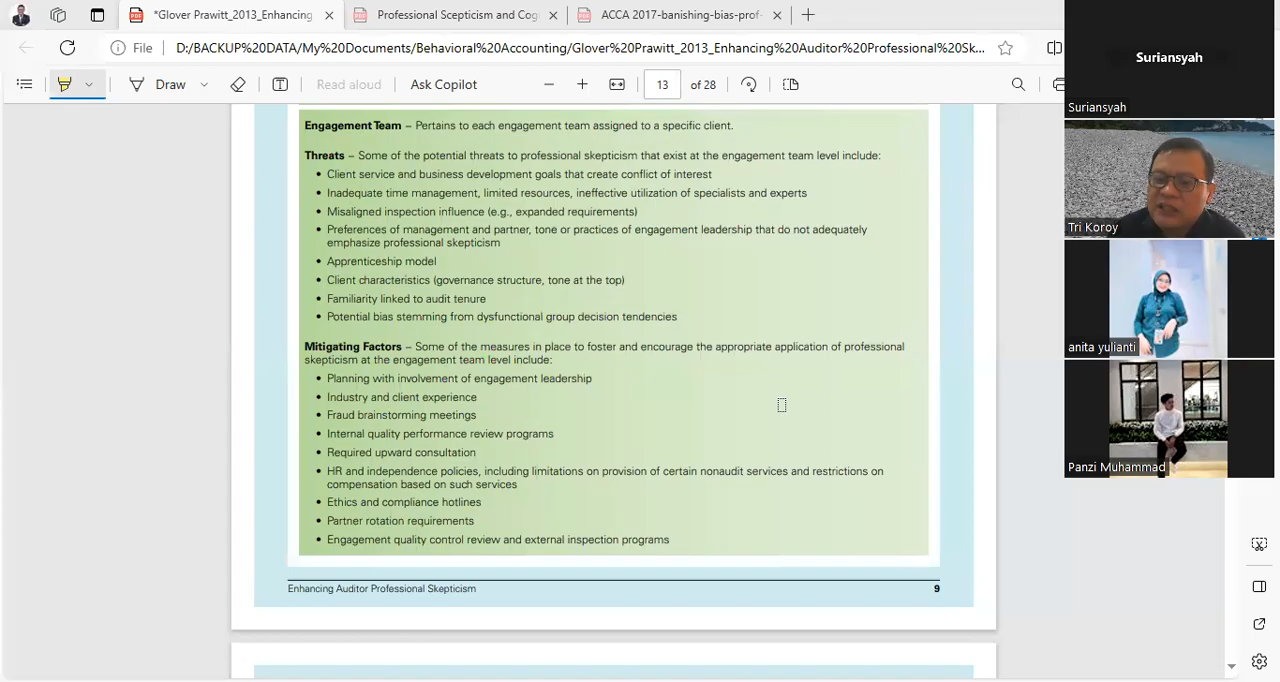 *Glover Prawitt_2013_Enhancing
Professional Scepticism and Cog
ACCA 2017-banishing-bias-prof-
File
D:/BACKUP%20DATA/My%20Documents/Behavioral%20Accounting/Glover%20Prawitt_2013_Enhancing%20Auditor%20Professional%20Sk...
Draw
Read aloud
Ask Copilot
13 of 28
Engagement Team – Pertains to each engagement team assigned to a specific client.
Threats – Some of the potential threats to professional skepticism that exist at the engagement team level include:
• Client service and business development goals that create conflict of interest
• Inadequate time management, limited resources, ineffective utilization of specialists and experts
• Misaligned inspection influence (e.g., expanded requirements)
• Preferences of management and partner, tone or practices of engagement leadership that do not adequately
emphasize professional skepticism
• Apprenticeship model
• Client characteristics (governance structure, tone at the top)
• Familiarity linked to audit tenure
• Potential bias stemming from dysfunctional group decision tendencies
Mitigating Factors – Some of the measures in place to foster and encourage the appropriate application of professional
skepticism at the engagement team level include:
• Planning with involvement of engagement leadership
• Industry and client experience
• Fraud brainstorming meetings
• Internal quality performance review programs
• Required upward consultation
• HR and independence policies, including limitations on provision of certain nonaudit services and restrictions on
compensation based on such services
• Ethics and compliance hotlines
• Partner rotation requirements
• Engagement quality control review and external inspection programs
Enhancing Auditor Professional Skepticism
9
Suriansyah
Suriansyah
Tri Koroy
anita yulianti
Panzi Muhammad